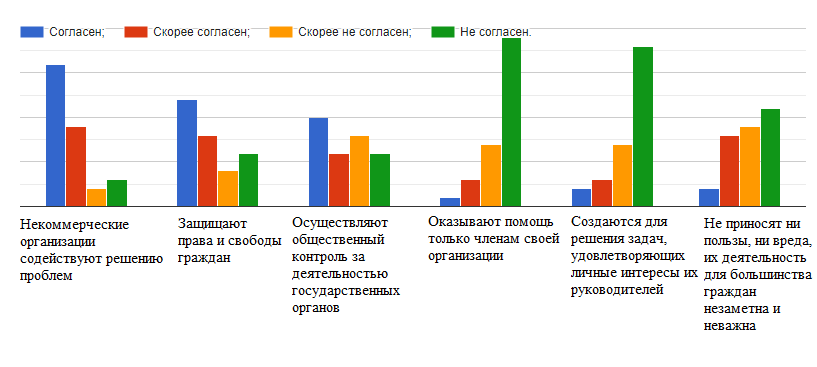 Согласен; Скорее согласен; Скорее не согласен; Не согласен.
Некоммерческие
организации
содействуют решению
проблем
Защищают
права и свободы
граждан
Осуществляют
общественный
контроль за
деятельностью
государственных
органов
Оказывают помощь
только членам своей
организации
Создаются для
решения задач,
удовлетворяющих
личные интересы их
руководителей
Не приносят ни
пользы, ни вреда,
их деятельность
для большинства
граждан
незаметна и
неважна